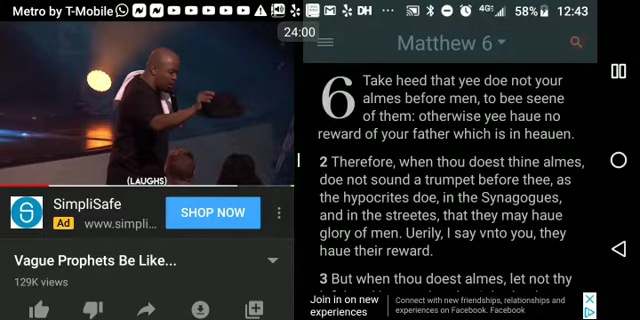 Metro by T-Mobile
DH
4G
58%
12:43
24:00
(LAUGHS)
SimpliSafe
Ad
www.simpli...
SHOP NOW
Vague Prophets Be Like...
129K views
Matthew 6
6 Take heed that yee doe not your
almes before men, to bee seene
of them: otherwise yee haue no
reward of your father which is in heauen.
2 Therefore, when thou doest thine almes,
doe not sound a trumpet before thee, as
the hypocrites doe, in the Synagogues,
and in the streetes, that they may haue
glory of men. Uerily, I say vnto you, they
haue their reward.
3 But when thou doest almes, let not thy
Join in on new
experiences
Connect with new friendships, relationships and
experiences on Facebook. Facebook